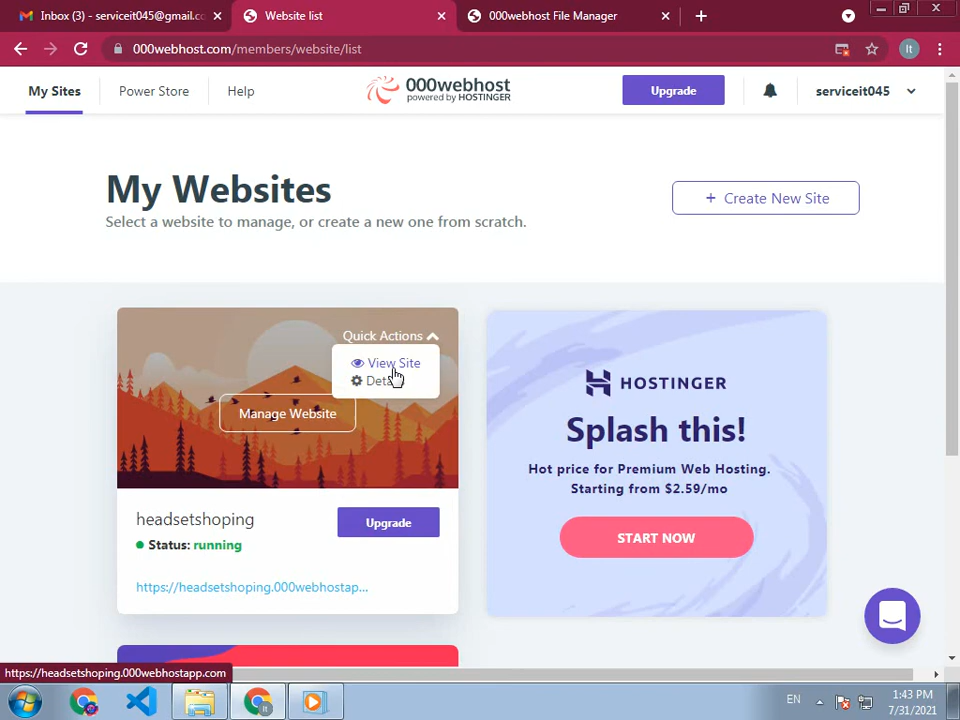 Inbox (3) - serviceit045@gmail.co
Website list
000webhost File Manager
000webhost.com/members/website/list
It
My Sites
Power Store
Help
000webhost
powered by HOSTINGER
Upgrade
serviceit045
My Websites
Select a website to manage, or create a new one from scratch.
+ Create New Site
Quick Actions
View Site
Manage Website
headsetshoping
Upgrade
Status: running
https://headsetshoping.000webhostap...
HOSTINGER
Splash this!
Hot price for Premium Web Hosting.
Starting from $2.59/mo
START NOW
https://headsetshoping.000webhostapp.com
EN
1:43 PM
7/31/2021